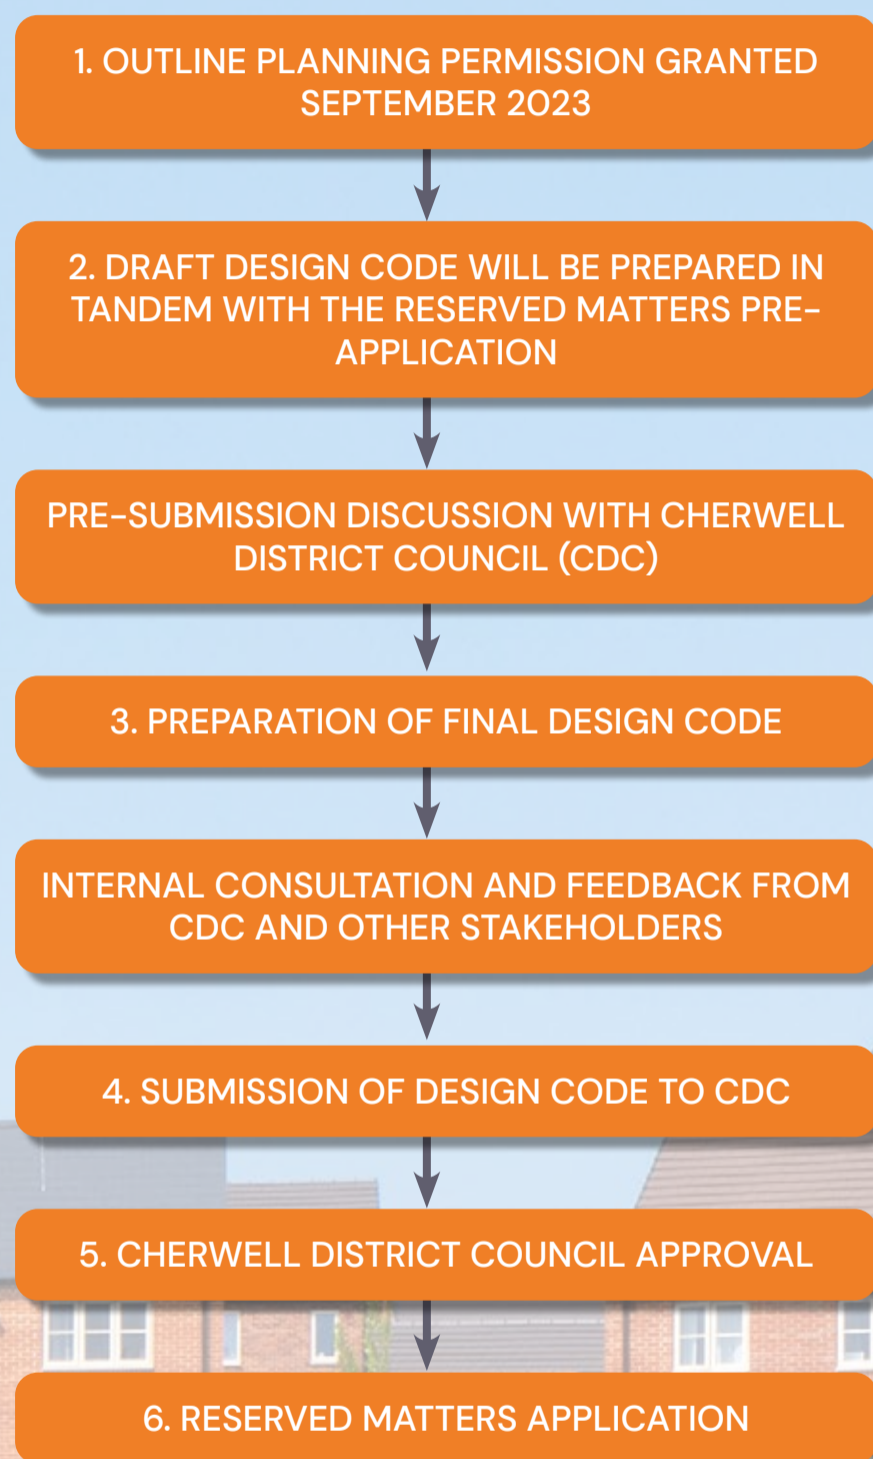 1. OUTLINE PLANNING PERMISSION GRANTED
SEPTEMBER 2023
2. DRAFT DESIGN CODE WILL BE PREPARED IN
TANDEM WITH THE RESERVED MATTERS PRE-
APPLICATION
PRE-SUBMISSION DISCUSSION WITH CHERWELL
DISTRICT COUNCIL (CDC)
3. PREPARATION OF FINAL DESIGN CODE
INTERNAL CONSULTATION AND FEEDBACK FROM
CDC AND OTHER STAKEHOLDERS
4. SUBMISSION OF DESIGN CODE TO CDC
5. CHERWELL DISTRICT COUNCIL APPROVAL
6. RESERVED MATTERS APPLICATION